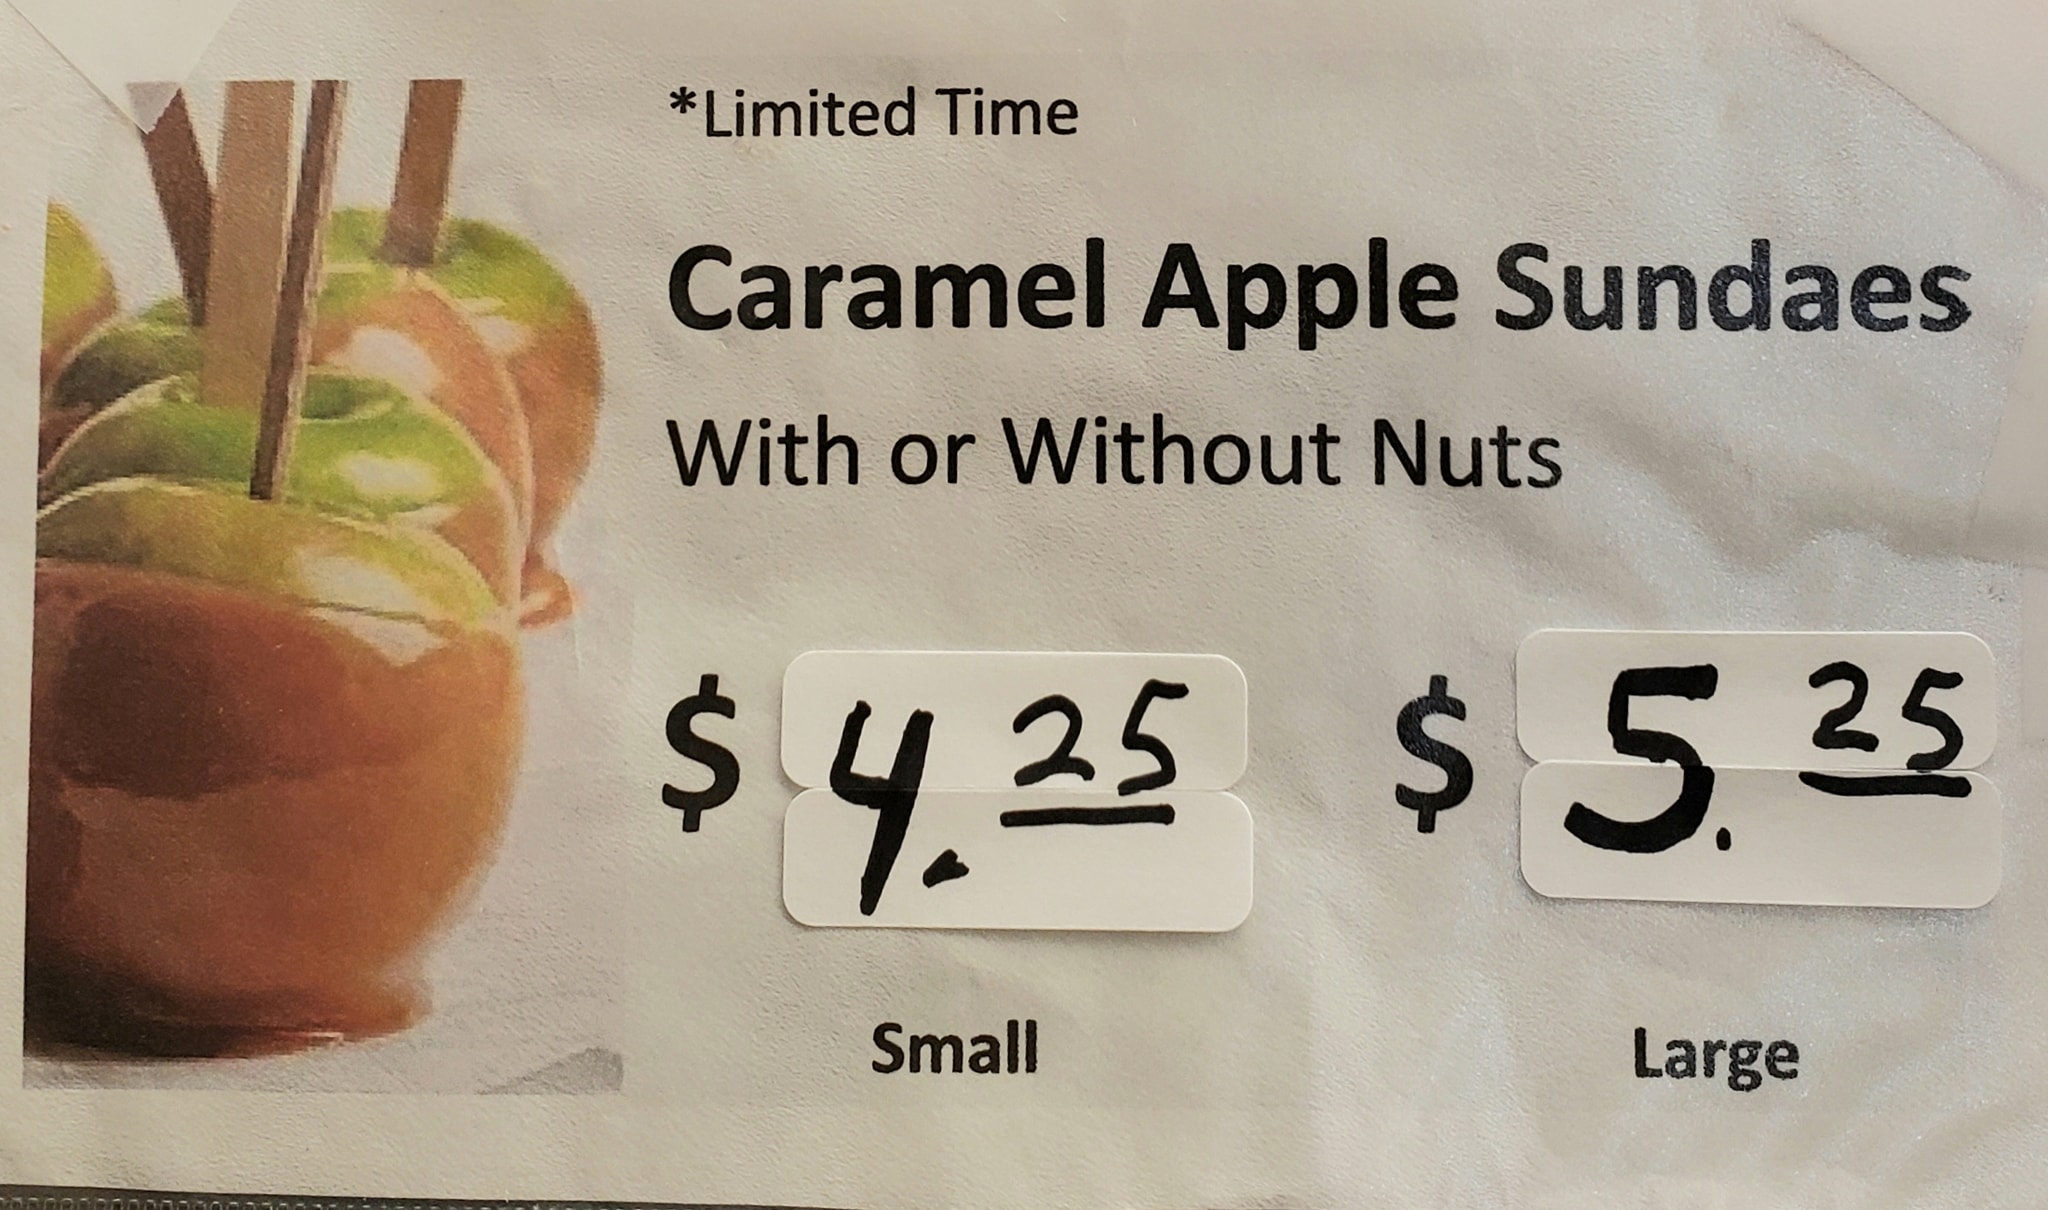 *Limited Time
Caramel Apple Sundaes
With or Without Nuts
$ 4.25 $ 5.25
Small Large